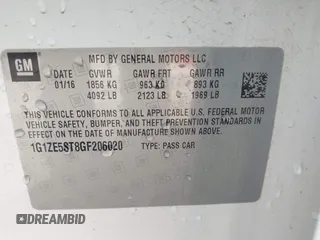 GM
MFD BY GENERAL MOTORS LLC
DATE GVWR GAWR FRT GAWR RR
01/16 1856 KG 963 KG 893 KG
4092 LB 2123 LB 1969 LB
THIS VEHICLE CONFORMS TO ALL APPLICABLE U.S. FEDERAL MOTOR
VEHICLE SAFETY, BUMPER, AND THEFT PREVENTION STANDARDS IN
EFFECT ON THE DATE OF MANUFACTURE SHOWN ABOVE.
1G1ZE5ST8GF206020 TYPE: PASS CAR
AUTOBIDCAR.COM